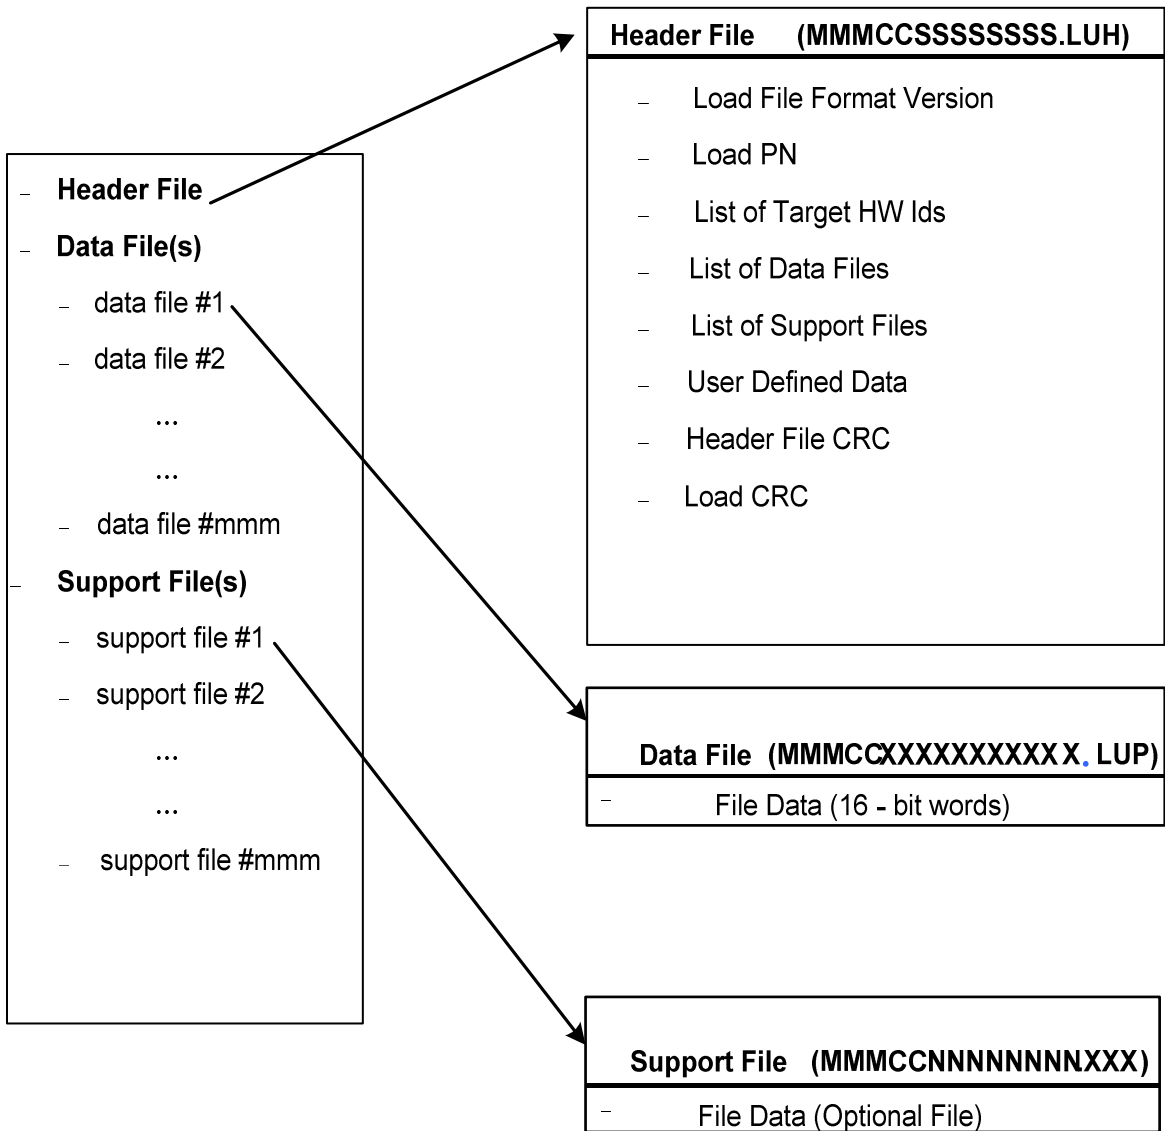 – Header File
– Data File(s)
– data file #1
– data file #2
...
...
– data file #mmm
– Support File(s)
– support file #1
– support file #2
...
...
– support file #mmm
Header File (MMMCCSSSSSSSS.LUH)
– Load File Format Version
– Load PN
– List of Target HW Ids
– List of Data Files
– List of Support Files
– User Defined Data
– Header File CRC
– Load CRC
Data File (MMMCCXXXXXXXXXXX. LUP)
– File Data (16 - bit words)
Support File (MMMCCNNNNNNNN.XXX)
– File Data (Optional File)